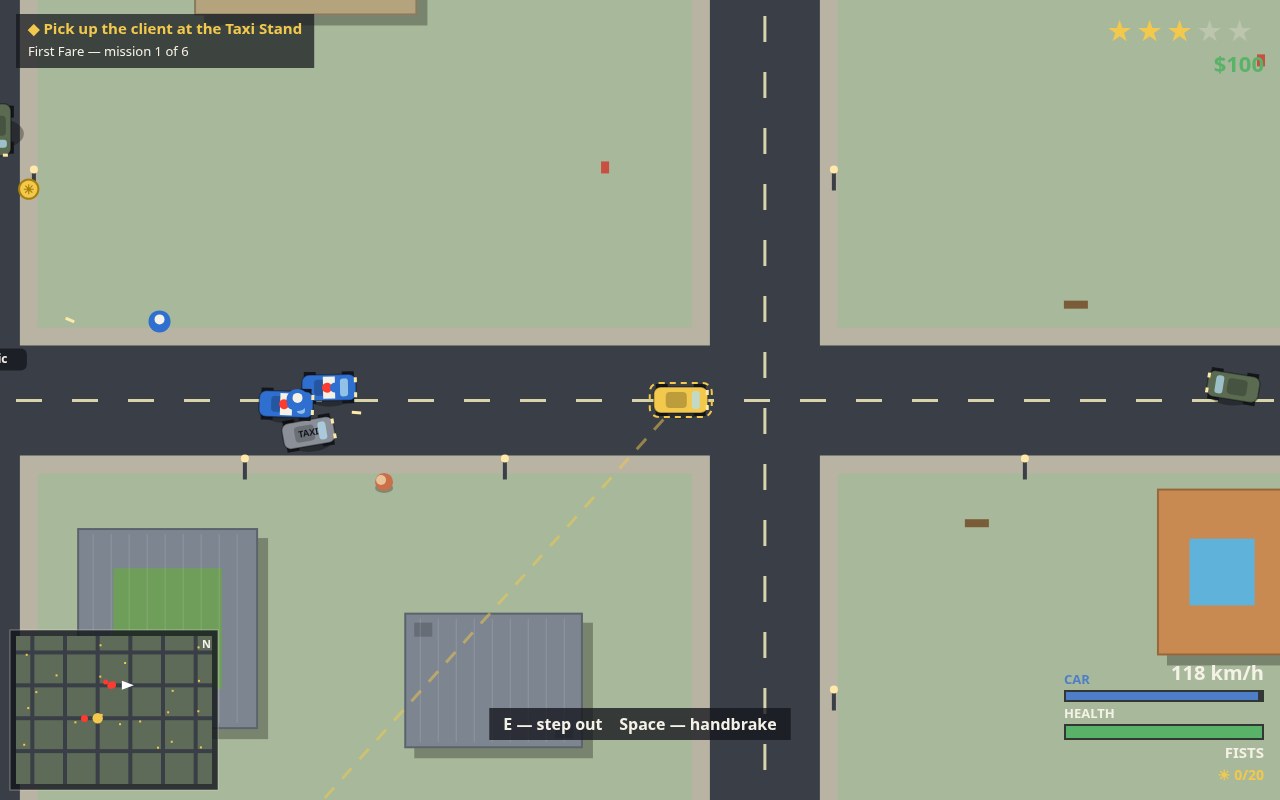 ◆ Pick up the client at the Taxi Stand
First Fare — mission 1 of 6
$100
ic
TAXI
N
118 km/h
CAR
HEALTH
E — step out Space — handbrake
FISTS
☀ 0/20